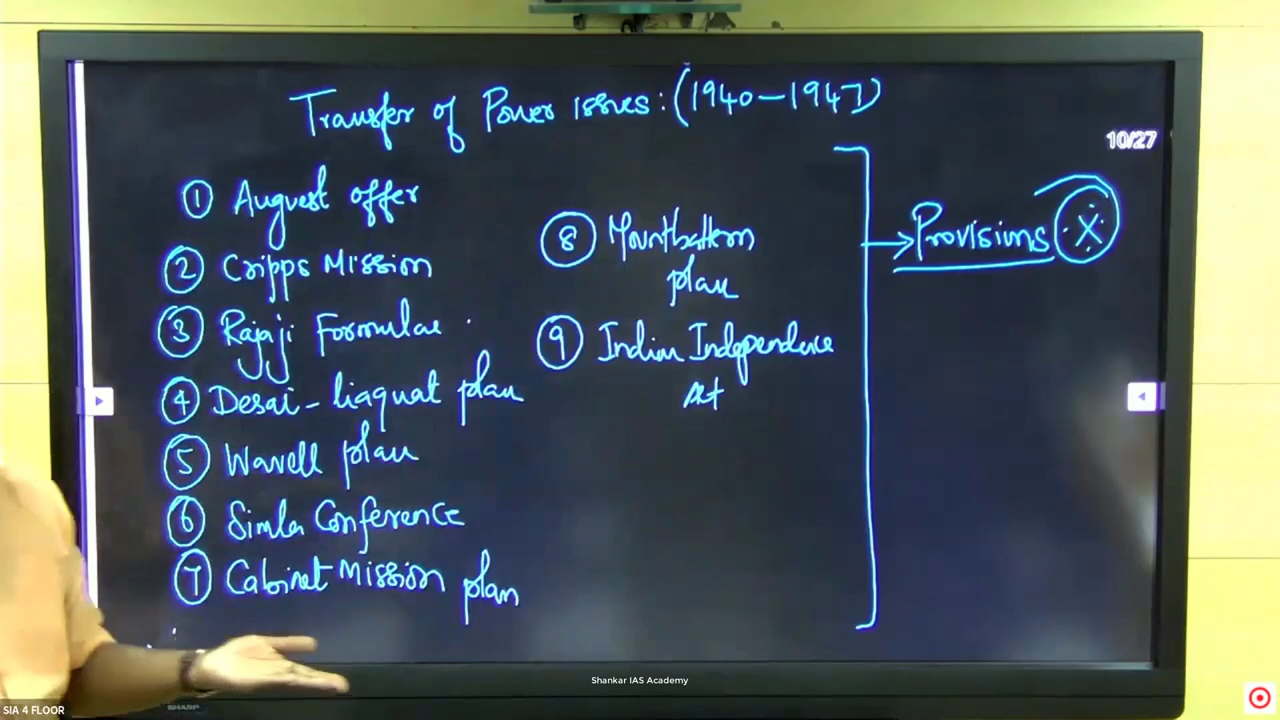 Transfer of Power issues: (1940-1947)
10/27
① August offer
② Cripps Mission
③ Rajaji Formulae
④ Desai - liaquat plan
⑤ Wavell plan
⑥ Simla Conference
⑦ Cabinet Mission plan
⑧ Mountbattern
plan
⑨ Indian Independence
Act
→ Provisions X
Shankar IAS Academy
SIA 4 FLOOR
SHARP